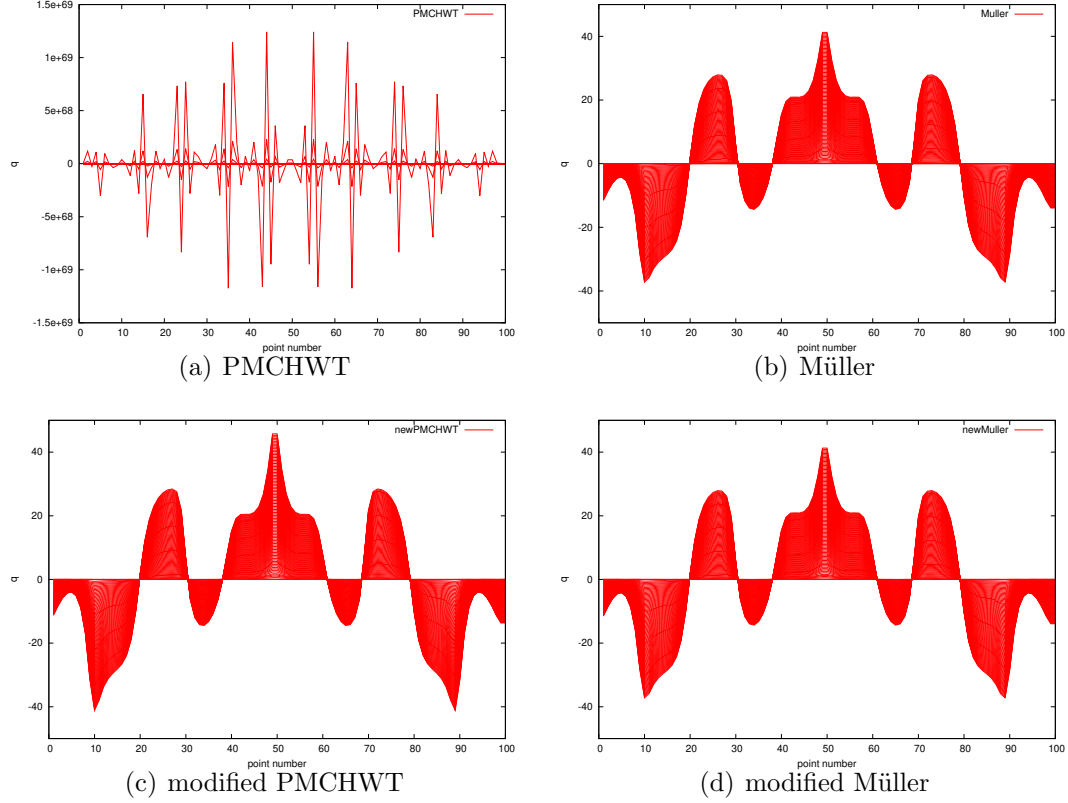 PMCHWT
1.5e+69
1e+69
5e+68
0
-5e+68
-1e+69
-1.5e+69
q
0 10 20 30 40 50 60 70 80 90 100
point number
(a) PMCHWT
Muller
40
20
0
-20
-40
q
0 10 20 30 40 50 60 70 80 90 100
point number
(b) Müller
newPMCHWT
40
20
0
-20
-40
q
0 10 20 30 40 50 60 70 80 90 100
point number
(c) modified PMCHWT
newMuller
40
20
0
-20
-40
q
0 10 20 30 40 50 60 70 80 90 100
point number
(d) modified Müller